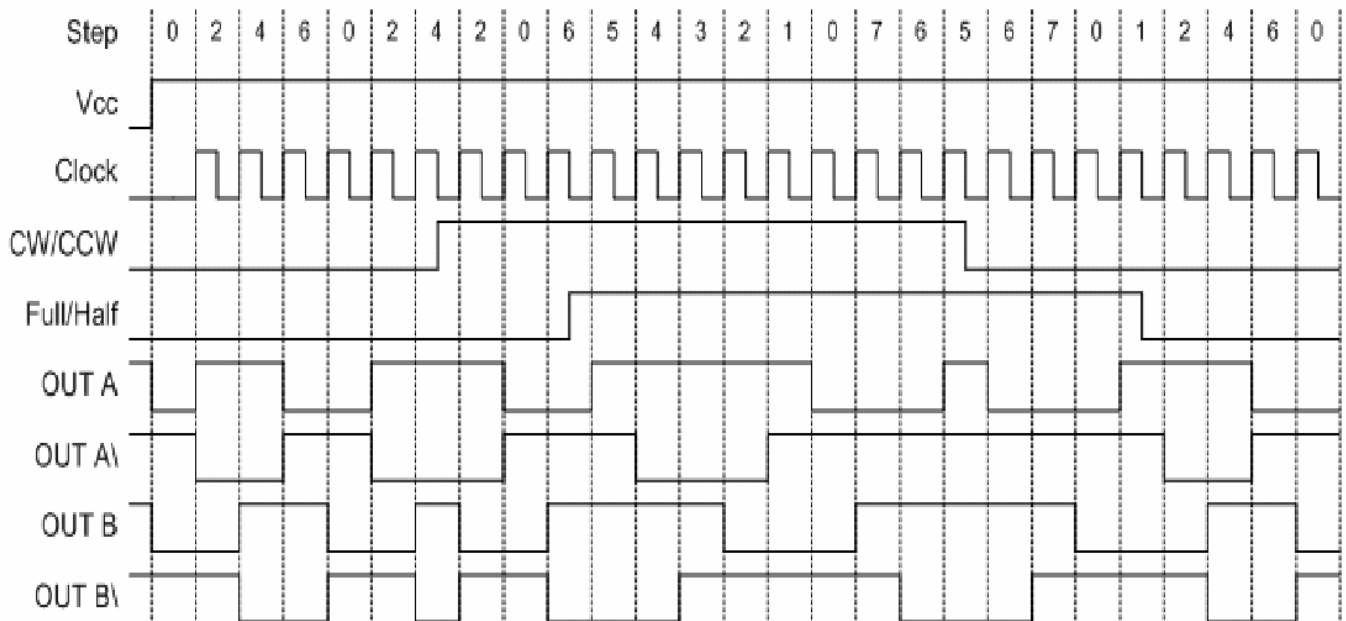 Step 0 2 4 6 0 2 4 2 0 6 5 4 3 2 1 0 7 6 5 6 7 0 1 2 4 6 0
Vcc
Clock
CW/CCW
Full/Half
OUT A
OUT A\
OUT B
OUT B\